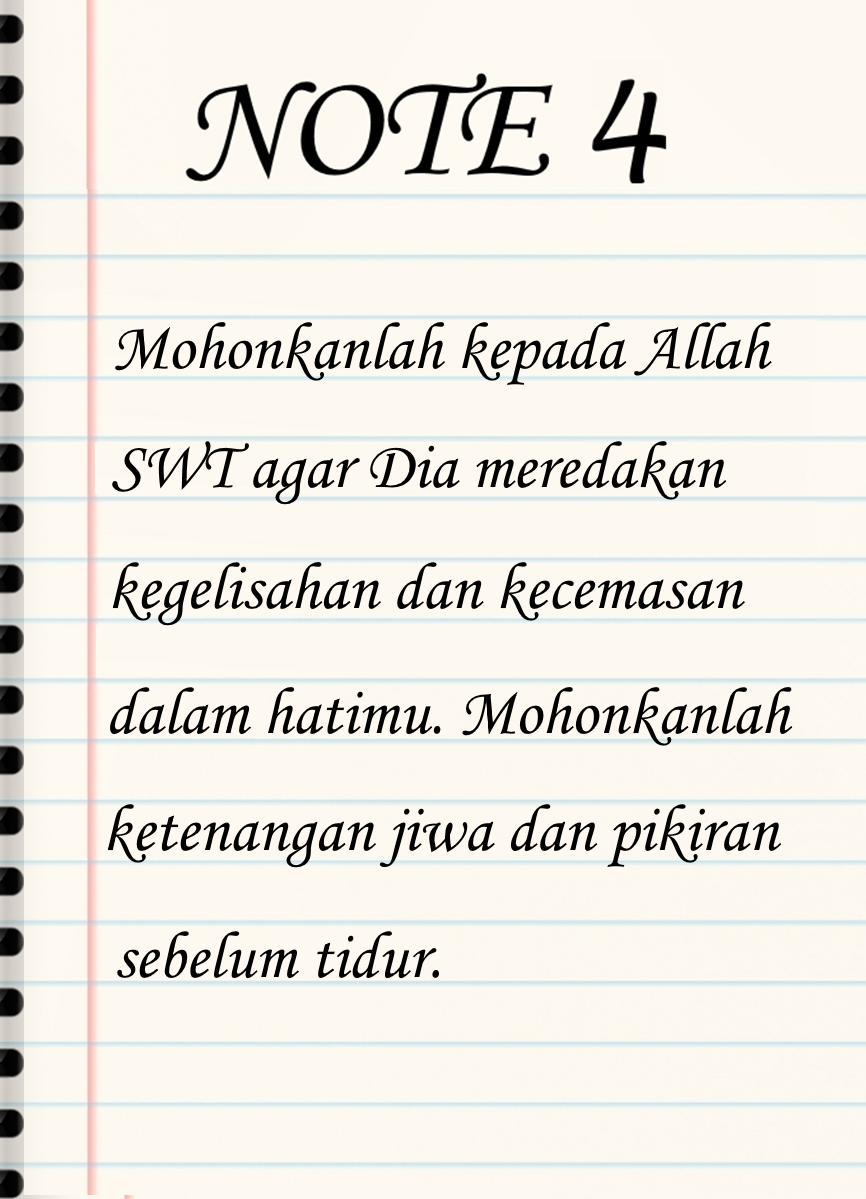 NOTE 4
Mohonkanlah kepada Allah
SWT agar Dia meredakan
kegelisahan dan kecemasan
dalam hatimu. Mohonkanlah
ketenangan jiwa dan pikiran
sebelum tidur.